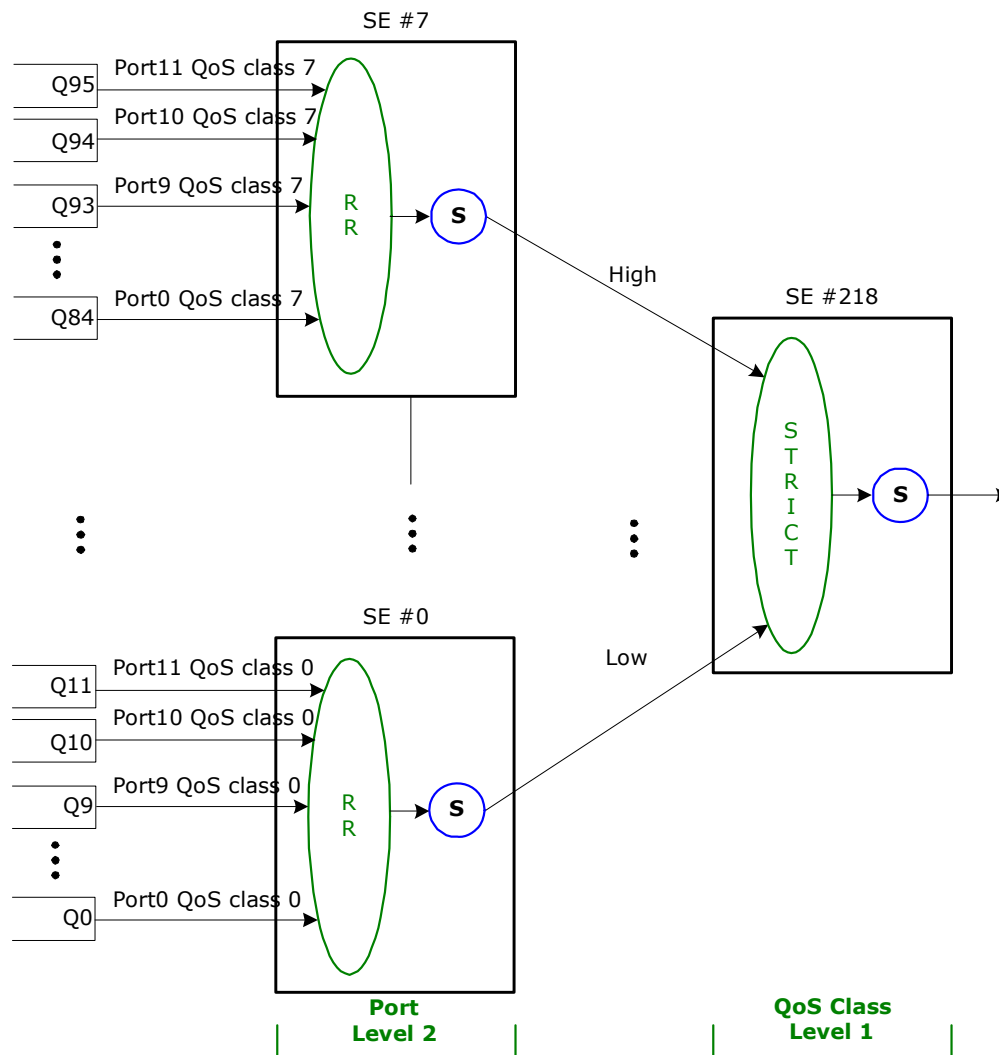 SE #7
Q95 Port11 QoS class 7
Q94 Port10 QoS class 7
Q93 Port9 QoS class 7
Q84 Port0 QoS class 7
R
R
S
High
SE #218
S
T
R
I
C
T
S
SE #0
Low
Q11 Port11 QoS class 0
Q10 Port10 QoS class 0
Q9 Port9 QoS class 0
Q0 Port0 QoS class 0
R
R
S
Port
Level 2
QoS Class
Level 1